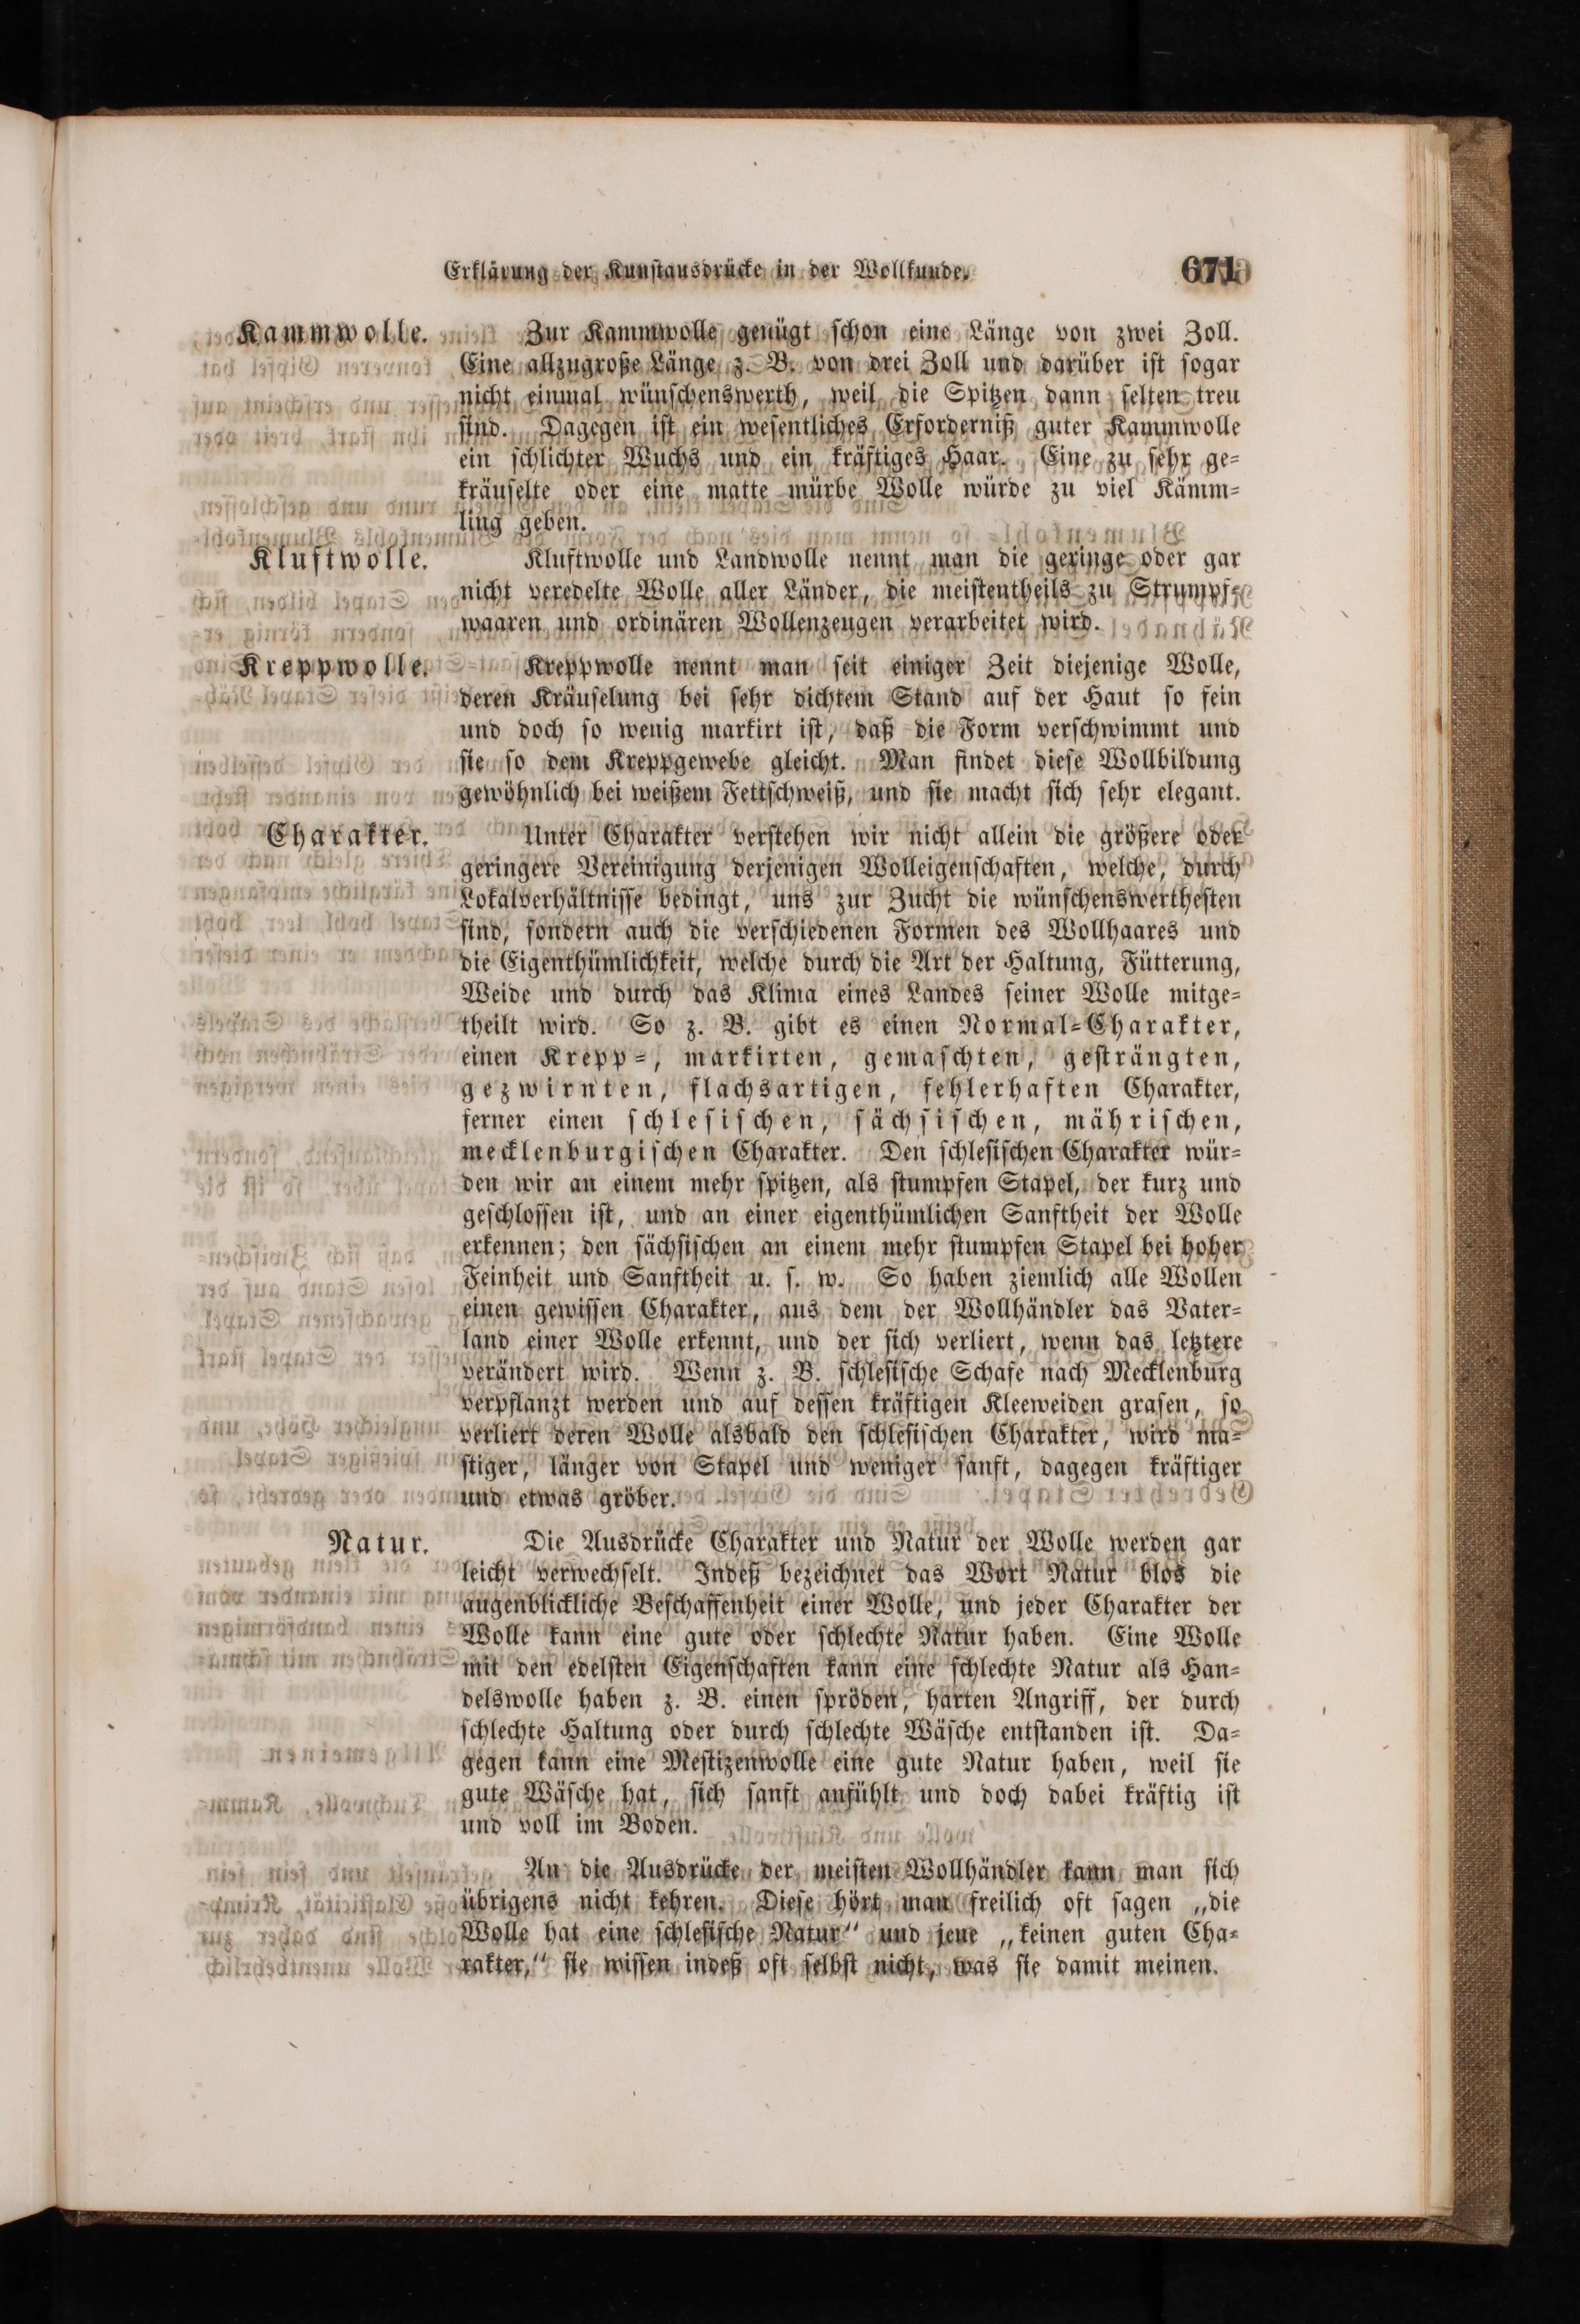 Erklärung der Kunstausdrücke in der Wollkunde.
671
Kammwolle. Zur Kammwolle genügt schon eine Länge von zwei Zoll.
Eine allzugroße Länge z. B. von drei Zoll und darüber ist sogar
nicht einmal wünschenswerth, weil die Spitzen dann selten treu
sind. Dagegen ist ein wesentliches Erforderniß guter Kammwolle
ein schlichter Wuchs und ein kräftiges Haar. Eine zu sehr ge-
kräuselte oder eine matte mürbe Wolle würde zu viel Kämm-
ling geben.
Kluftwolle. Kluftwolle und Landwolle nennt man die geringe oder gar
nicht veredelte Wolle aller Länder, die meistentheils zu Strumpf-
waaren und ordinären Wollenzeugen verarbeitet wird.
Kreppwolle. Kreppwolle nennt man seit einiger Zeit diejenige Wolle,
deren Kräuselung bei sehr dichtem Stand auf der Haut so fein
und doch so wenig markirt ist, daß die Form verschwimmt und
sie so dem Kreppgewebe gleicht. Man findet diese Wollbildung
gewöhnlich bei weißem Fettschweiß, und sie macht sich sehr elegant.
Charakter. Unter Charakter verstehen wir nicht allein die größere oder
geringere Vereinigung derjenigen Wolleigenschaften, welche, durch
Lokalverhältnisse bedingt, uns zur Zucht die wünschenswerthesten
sind, sondern auch die verschiedenen Formen des Wollhaares und
die Eigenthümlichkeit, welche durch die Art der Haltung, Fütterung,
Weide und durch das Klima eines Landes seiner Wolle mitge-
theilt wird. So z. B. gibt es einen Normal-Charakter,
einen Krepp-, markirten, gemaschten, gesträngten,
gezwirnten, flachsartigen, fehlerhaften Charakter,
ferner einen schlesischen, sächsischen, mährischen,
mecklenburgischen Charakter. Den schlesischen Charakter wür-
den wir an einem mehr spitzen, als stumpfen Stapel, der kurz und
geschlossen ist, und an einer eigenthümlichen Sanftheit der Wolle
erkennen; den sächsischen an einem mehr stumpfen Stapel bei hoher
Feinheit und Sanftheit u. s. w. So haben ziemlich alle Wollen
einen gewissen Charakter, aus dem der Wollhändler das Vater-
land einer Wolle erkennt, und der sich verliert, wenn das letztere
verändert wird. Wenn z. B. schlesische Schafe nach Mecklenburg
verpflanzt werden und auf dessen kräftigen Kleeweiden grasen, so
verliert deren Wolle alsbald den schlesischen Charakter, wird ma-
stiger, länger von Stapel und weniger sanft, dagegen kräftiger
und etwas gröber.
Natur. Die Ausdrücke Charakter und Natur der Wolle werden gar
leicht verwechselt. Indeß bezeichnet das Wort Natur blos die
augenblickliche Beschaffenheit einer Wolle, und jeder Charakter der
Wolle kann eine gute oder schlechte Natur haben. Eine Wolle
mit den edelsten Eigenschaften kann eine schlechte Natur als Han-
delswolle haben z. B. einen spröden, harten Angriff, der durch
schlechte Haltung oder durch schlechte Wäsche entstanden ist. Da-
gegen kann eine Mestizenwolle eine gute Natur haben, weil sie
gute Wäsche hat, sich sanft anfühlt und doch dabei kräftig ist
und voll im Boden.
An die Ausdrücke der meisten Wollhändler kann man sich
übrigens nicht kehren. Diese hört man freilich oft sagen „die
Wolle hat eine schlesische Natur“ und jene „keinen guten Cha-
rakter,“ sie wissen indeß oft selbst nicht, was sie damit meinen.